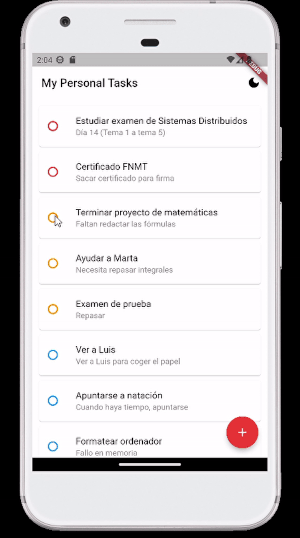 2:04
DEBUG
My Personal Tasks
Estudiar examen de Sistemas Distribuidos
Día 14 (Tema 1 a tema 5)
Certificado FNMT
Sacar certificado para firma
Terminar proyecto de matemáticas
Faltan redactar las fórmulas
Ayudar a Marta
Necesita repasar integrales
Examen de prueba
Repasar
Ver a Luis
Ver a Luis para coger el papel
Apuntarse a natación
Cuando haya tiempo, apuntarse
Formatear ordenador
Fallo en memoria